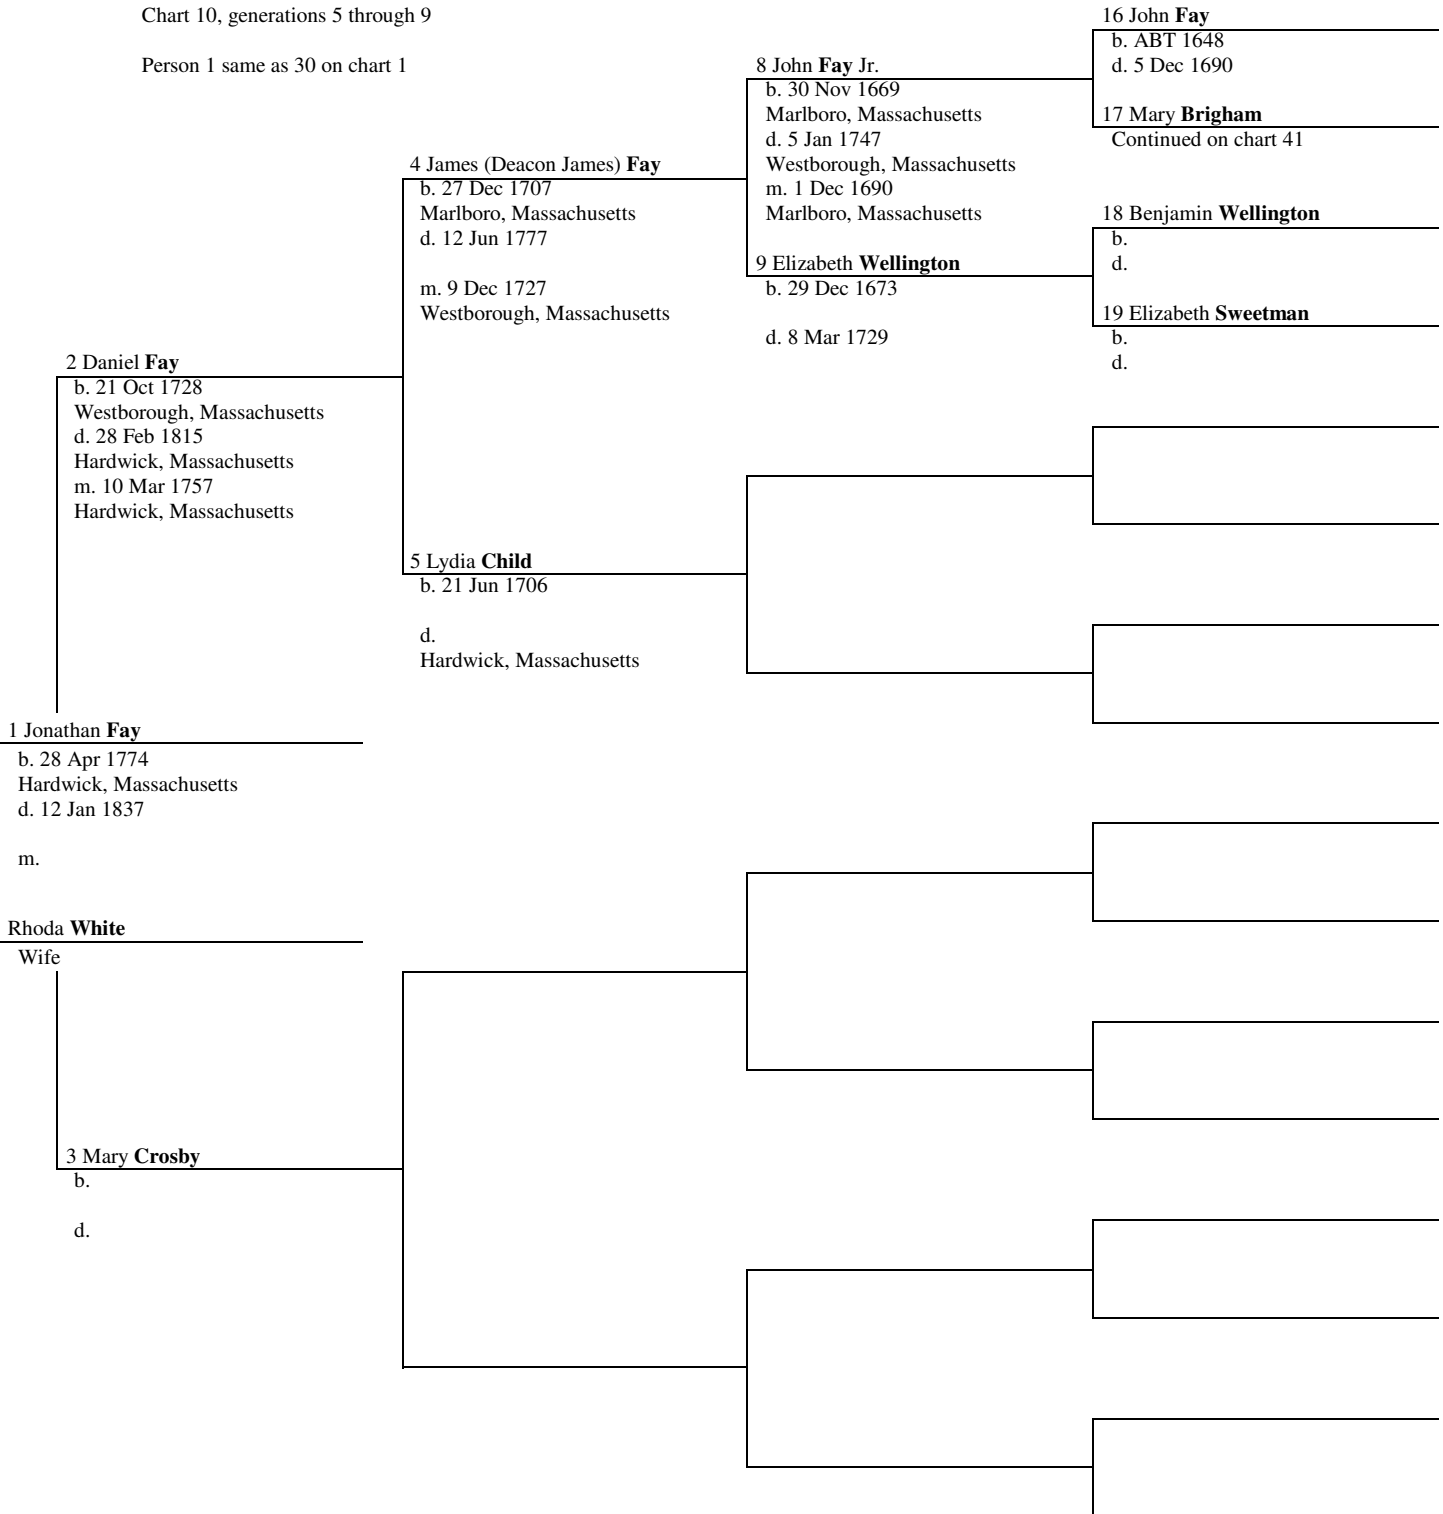 Chart 10, generations 5 through 9
Person 1 same as 30 on chart 1
16 John Fay
b. ABT 1648
d. 5 Dec 1690
8 John Fay Jr.
b. 30 Nov 1669
Marlboro, Massachusetts
d. 5 Jan 1747
Westborough, Massachusetts
m. 1 Dec 1690
Marlboro, Massachusetts
17 Mary Brigham
Continued on chart 41
4 James (Deacon James) Fay
b. 27 Dec 1707
Marlboro, Massachusetts
d. 12 Jun 1777
m. 9 Dec 1727
Westborough, Massachusetts
18 Benjamin Wellington
b.
d.
9 Elizabeth Wellington
b. 29 Dec 1673
d. 8 Mar 1729
19 Elizabeth Sweetman
b.
d.
2 Daniel Fay
b. 21 Oct 1728
Westborough, Massachusetts
d. 28 Feb 1815
Hardwick, Massachusetts
m. 10 Mar 1757
Hardwick, Massachusetts
5 Lydia Child
b. 21 Jun 1706
d.
Hardwick, Massachusetts
1 Jonathan Fay
b. 28 Apr 1774
Hardwick, Massachusetts
d. 12 Jan 1837
m.
Rhoda White
Wife
3 Mary Crosby
b.
d.